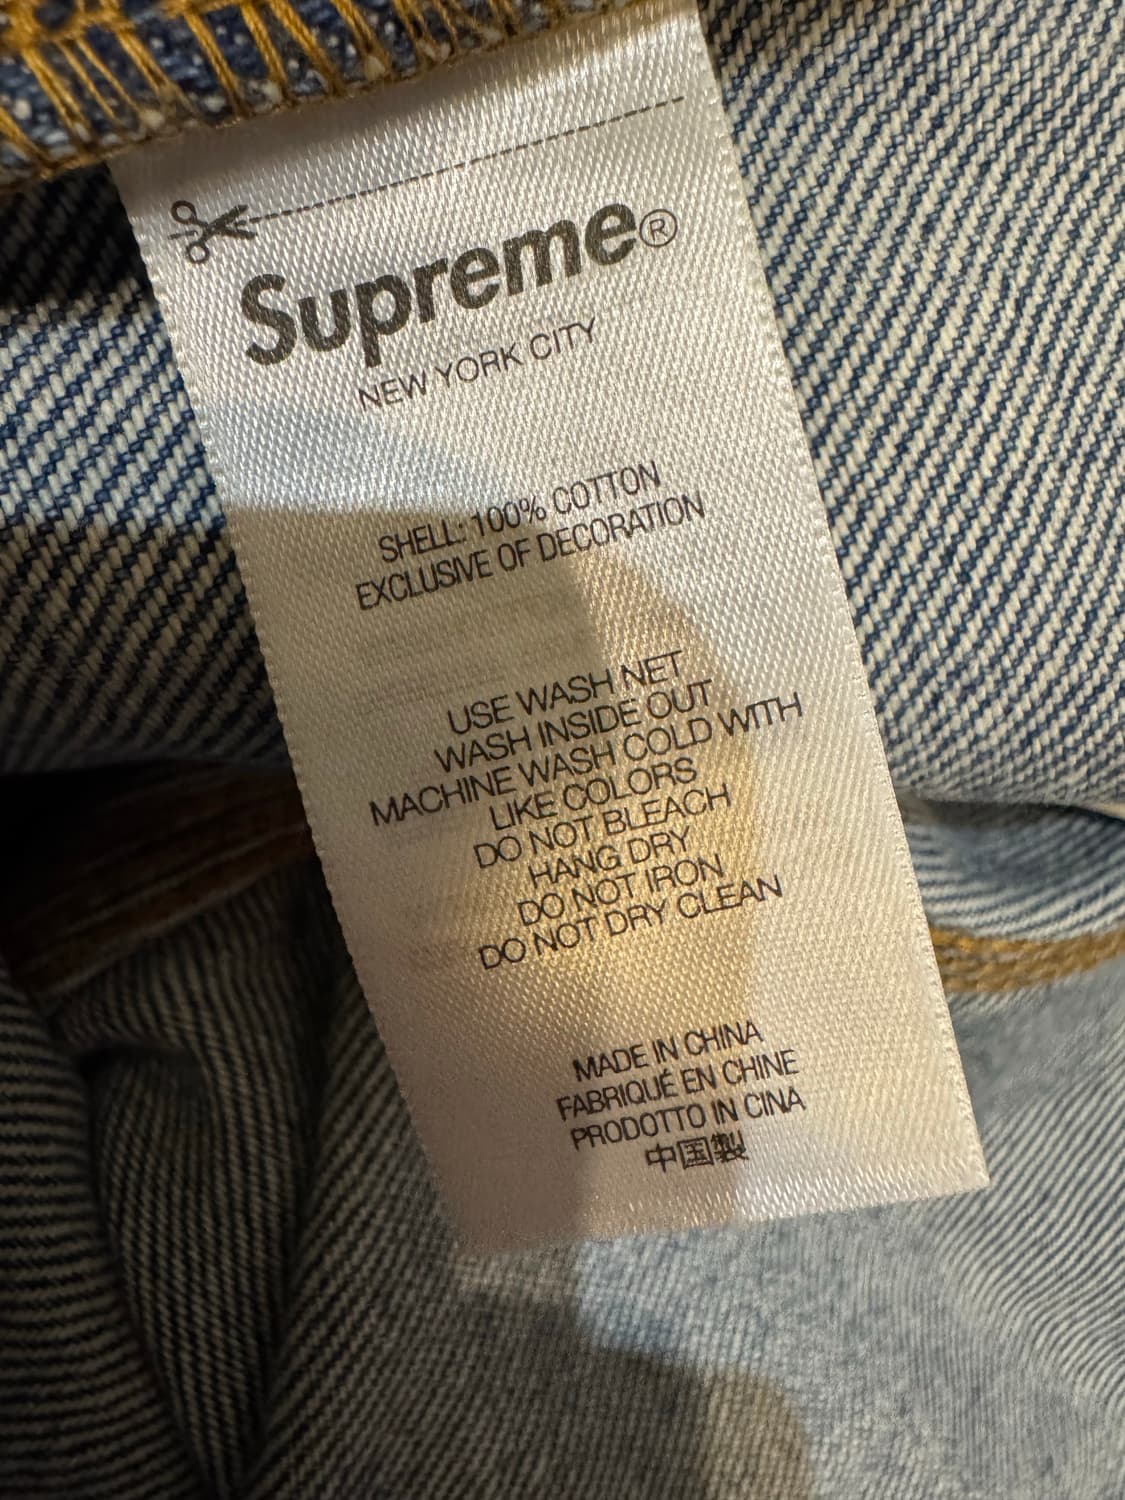 Supreme®
NEW YORK CITY
SHELL: 100% COTTON
EXCLUSIVE OF DECORATION
USE WASH NET
WASH INSIDE OUT
MACHINE WASH COLD WITH
LIKE COLORS
DO NOT BLEACH
HANG DRY
DO NOT IRON
DO NOT DRY CLEAN
MADE IN CHINA
FABRIQUÉ EN CHINE
PRODOTTO IN CINA
中国製